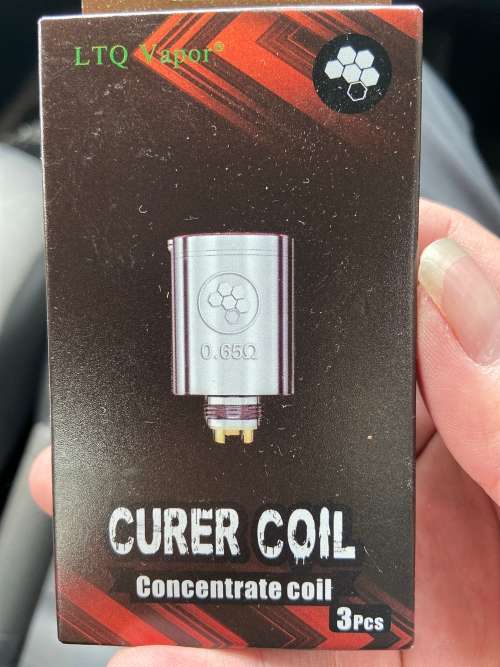 LTQ Vapor®
0.65Ω
CURER COIL
Concentrate coil
3Pcs